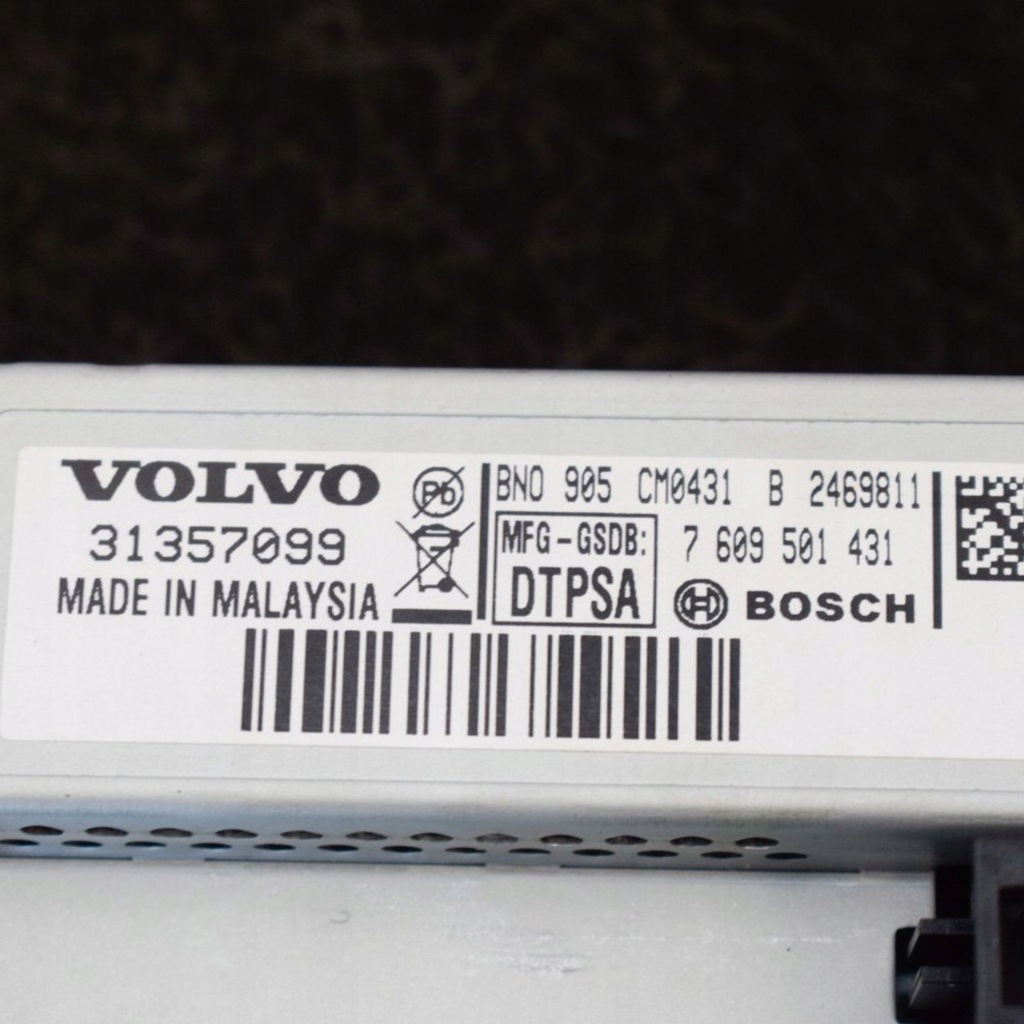 VOLVO
31357099
MADE IN MALAYSIA
Pb
BNO 905 CM0431 B 2469811
MFG-GSDB:
DTPSA
7 609 501 431
BOSCH